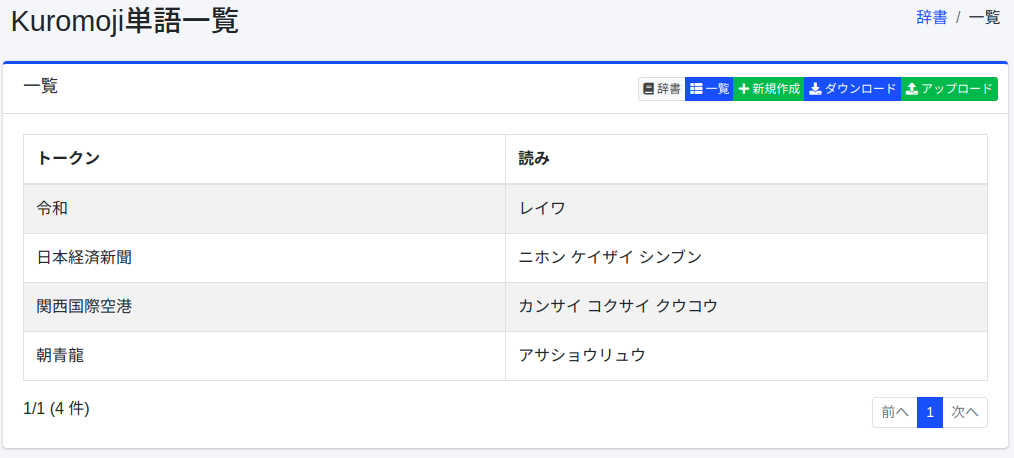 Kuromoji単語一覧
辞書 / 一覧
一覧
辞書 一覧 新規作成 ダウンロード アップロード
トークン 読み
令和 レイワ
日本経済新聞 ニホン ケイザイ シンブン
関西国際空港 カンサイ コクサイ クウコウ
朝青龍 アサショウリュウ
1/1 (4 件)
前へ 1 次へ